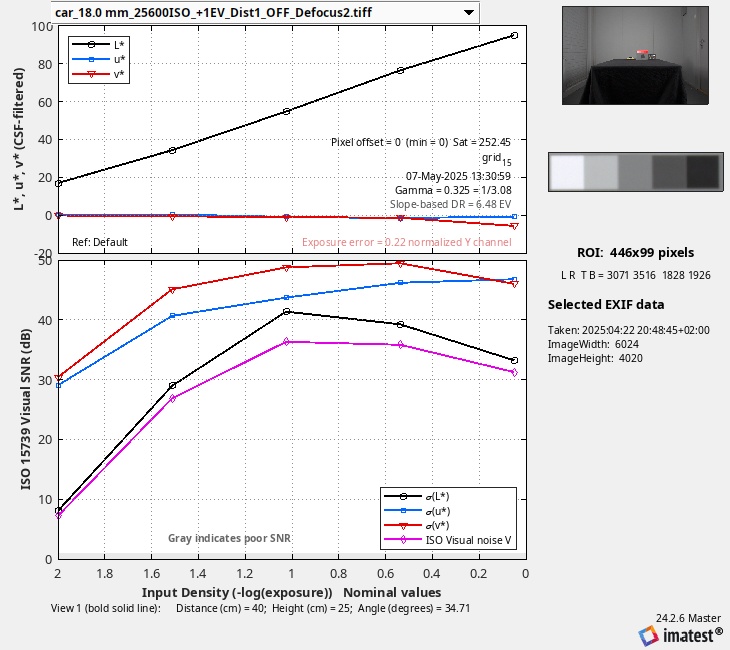 car_18.0 mm_25600ISO_+1EV_Dist1_OFF_Defocus2.tiff
L*, u*, v* (CSF-filtered)
100
80
60
40
20
0
-20
L*
u*
v*
Pixel offset = 0 (min = 0) Sat = 252.45
grid15
07-May-2025 13:30:59
Gamma = 0.325 = 1/3.08
Slope-based DR = 6.48 EV
Ref: Default
Exposure error = 0.22 normalized Y channel
ISO 15739 Visual SNR (dB)
50
40
30
20
10
0
σ(L*)
σ(u*)
σ(v*)
ISO Visual noise V
Gray indicates poor SNR
2 1.8 1.6 1.4 1.2 1 0.8 0.6 0.4 0.2 0
Input Density (-log(exposure)) Nominal values
View 1 (bold solid line): Distance (cm) = 40; Height (cm) = 25; Angle (degrees) = 34.71
ROI: 446x99 pixels
L R T B = 3071 3516 1828 1926
Selected EXIF data
Taken: 2025:04:22 20:48:45+02:00
ImageWidth: 6024
ImageHeight: 4020
24.2.6 Master
imatest®